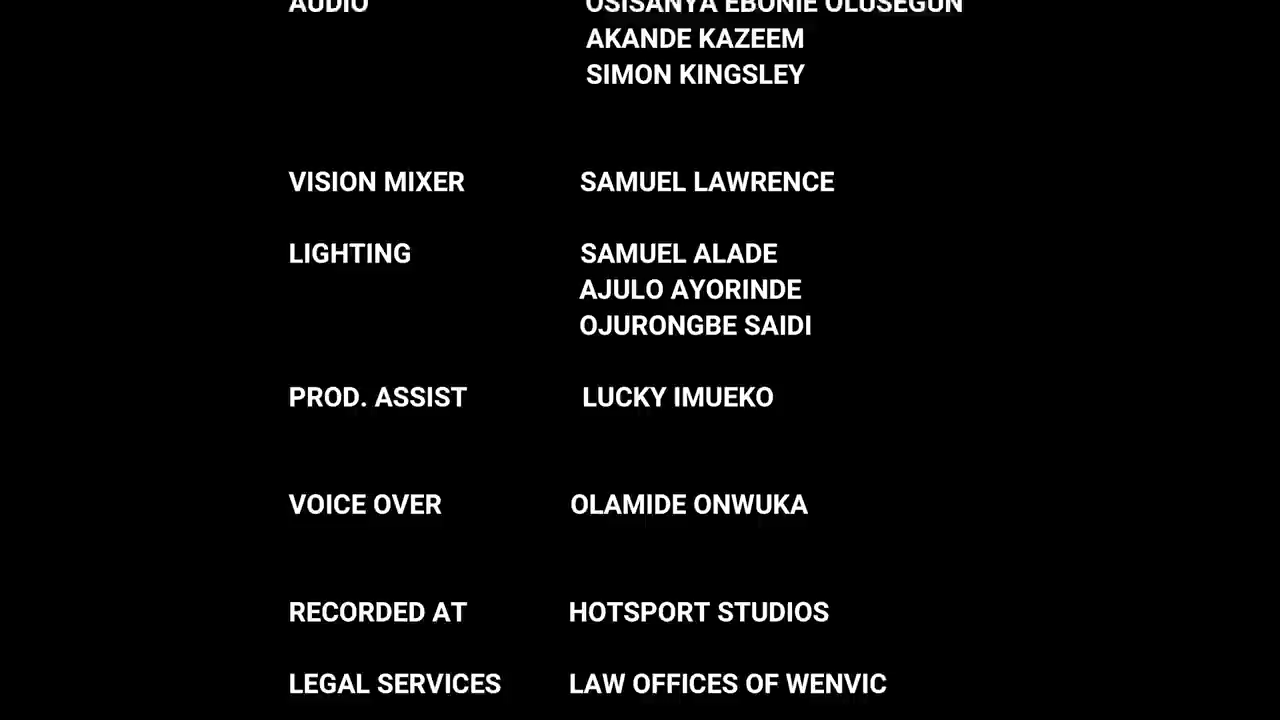 AUDIO OSISANYA EBONIE OLUSEGUN
AKANDE KAZEEM
SIMON KINGSLEY
VISION MIXER SAMUEL LAWRENCE
LIGHTING SAMUEL ALADE
AJULO AYORINDE
OJURONGBE SAIDI
PROD. ASSIST LUCKY IMUEKO
VOICE OVER OLAMIDE ONWUKA
RECORDED AT HOTSPORT STUDIOS
LEGAL SERVICES LAW OFFICES OF WENVIC